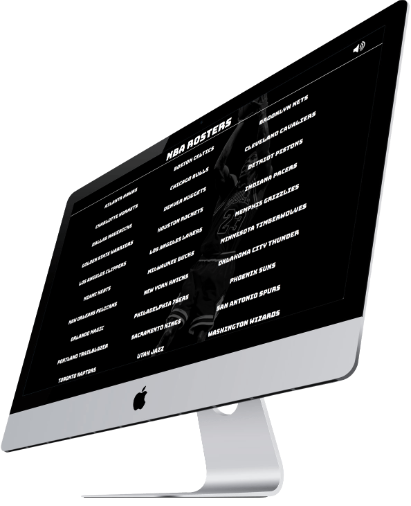 NBA ROSTERS
ATLANTA HAWKS
BOSTON CELTICS
BROOKLYN NETS
CHARLOTTE HORNETS
CHICAGO BULLS
CLEVELAND CAVALIERS
DALLAS MAVERICKS
DENVER NUGGETS
DETROIT PISTONS
GOLDEN STATE WARRIORS
HOUSTON ROCKETS
INDIANA PACERS
LOS ANGELES CLIPPERS
LOS ANGELES LAKERS
MEMPHIS GRIZZLIES
MIAMI HEATS
MILWAUKEE BUCKS
MINNESOTA TIMBERWOLVES
NEW ORLEANS PELICANS
NEW YORK KNICKS
OKLAHOMA CITY THUNDER
ORLANDO MAGIC
PHILADELPHIA 76ERS
PHOENIX SUNS
PORTLAND TRAILBLAZER
SACRAMENTO KINGS
SAN ANTONIO SPURS
TORONTO RAPTORS
UTAH JAZZ
WASHINGTON WIZARDS
23